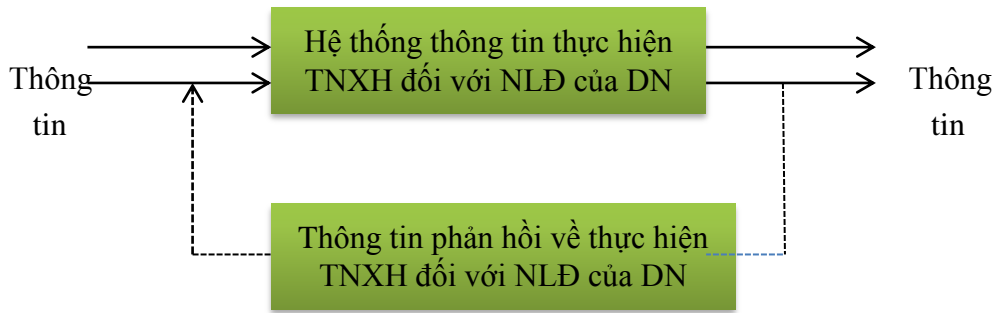 Hệ thống thông tin thực hiện
TNXH đối với NLĐ của DN
Thông
tin
Thông
tin
Thông tin phản hồi về thực hiện
TNXH đối với NLĐ của DN